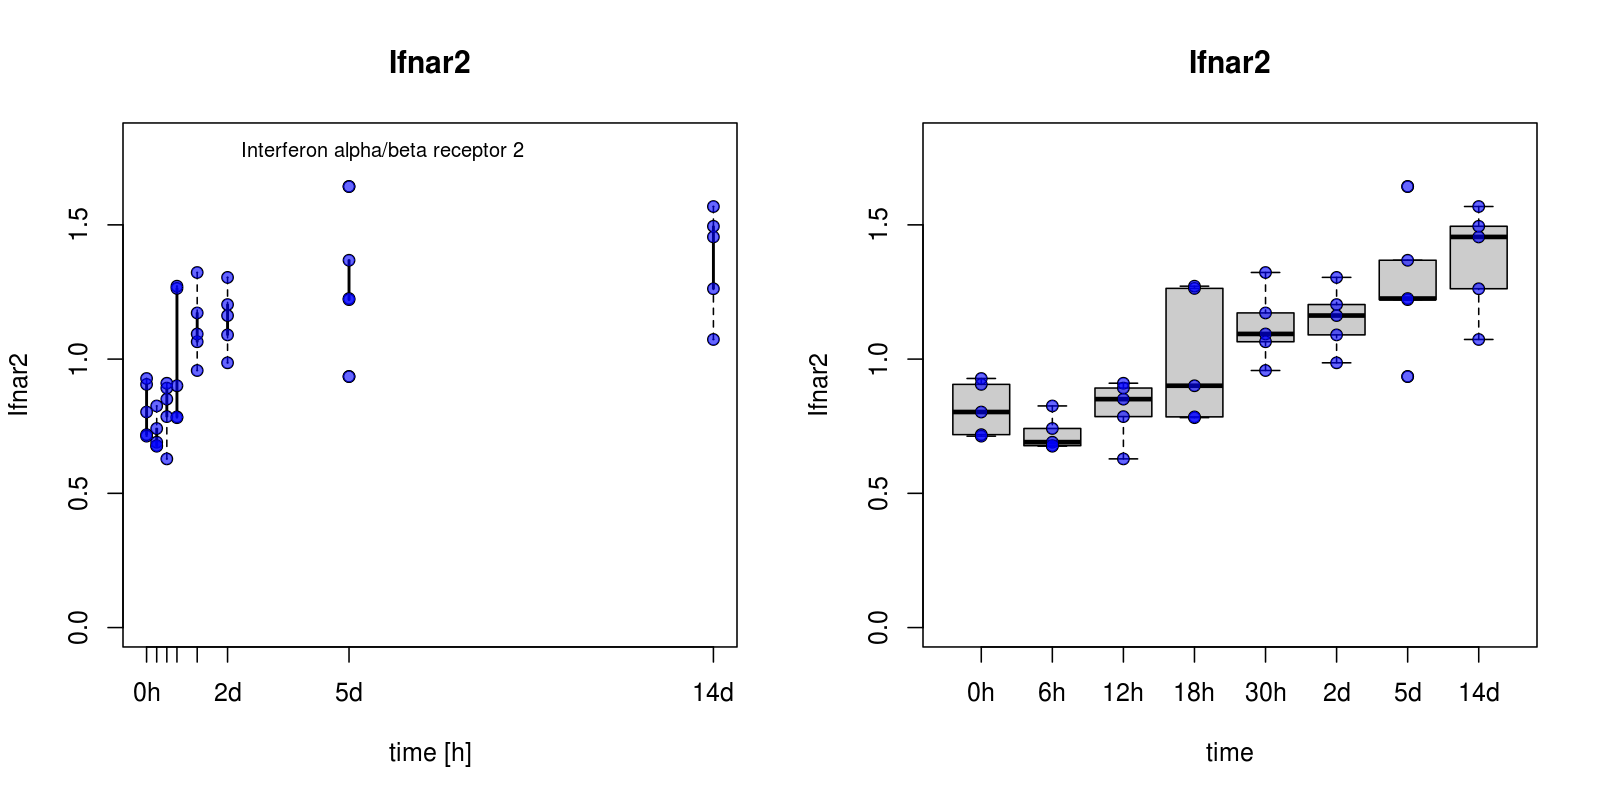 Ifnar2
Interferon alpha/beta receptor 2
Ifnar2
0.0 0.5 1.0 1.5
0h 2d 5d 14d
time [h]
Ifnar2
Ifnar2
0.0 0.5 1.0 1.5
0h 6h 12h 18h 30h 2d 5d 14d
time